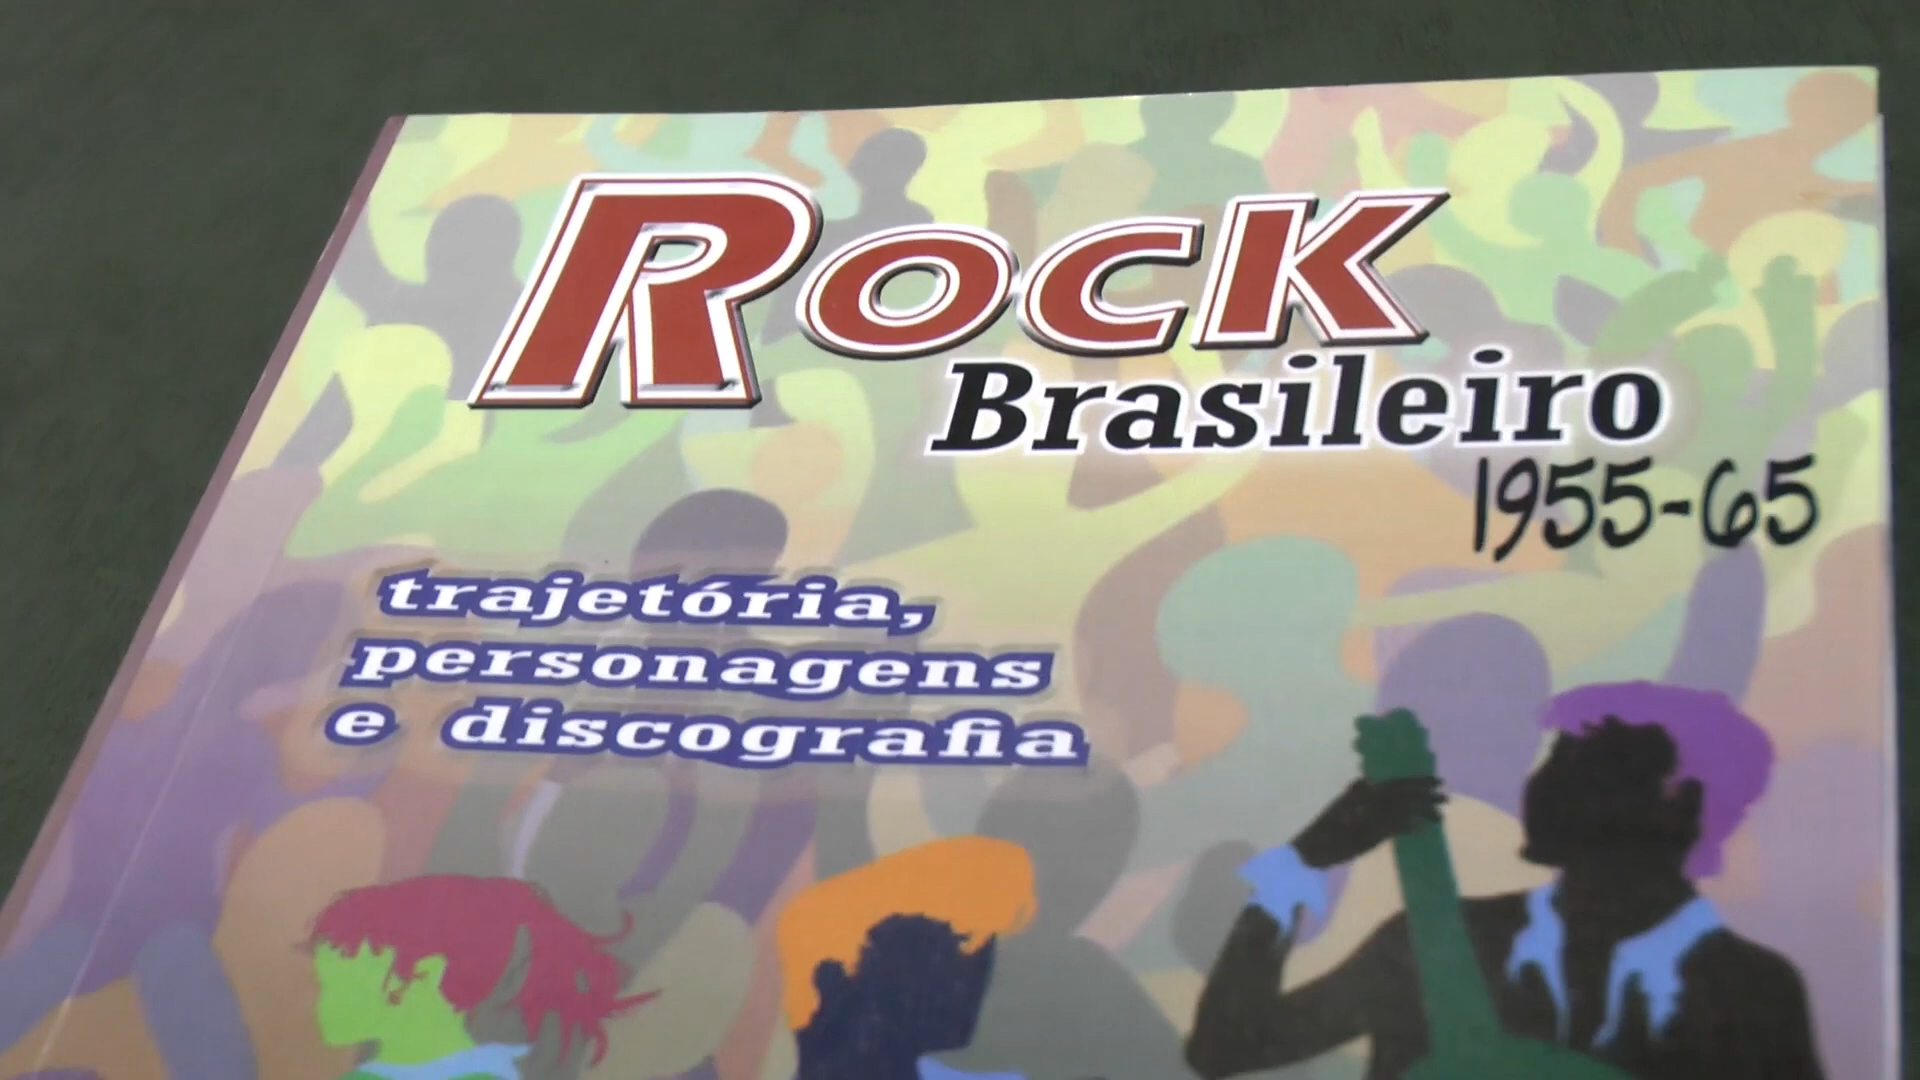 Rock
Brasileiro
1955-65
trajetória,
personagens
e discografia